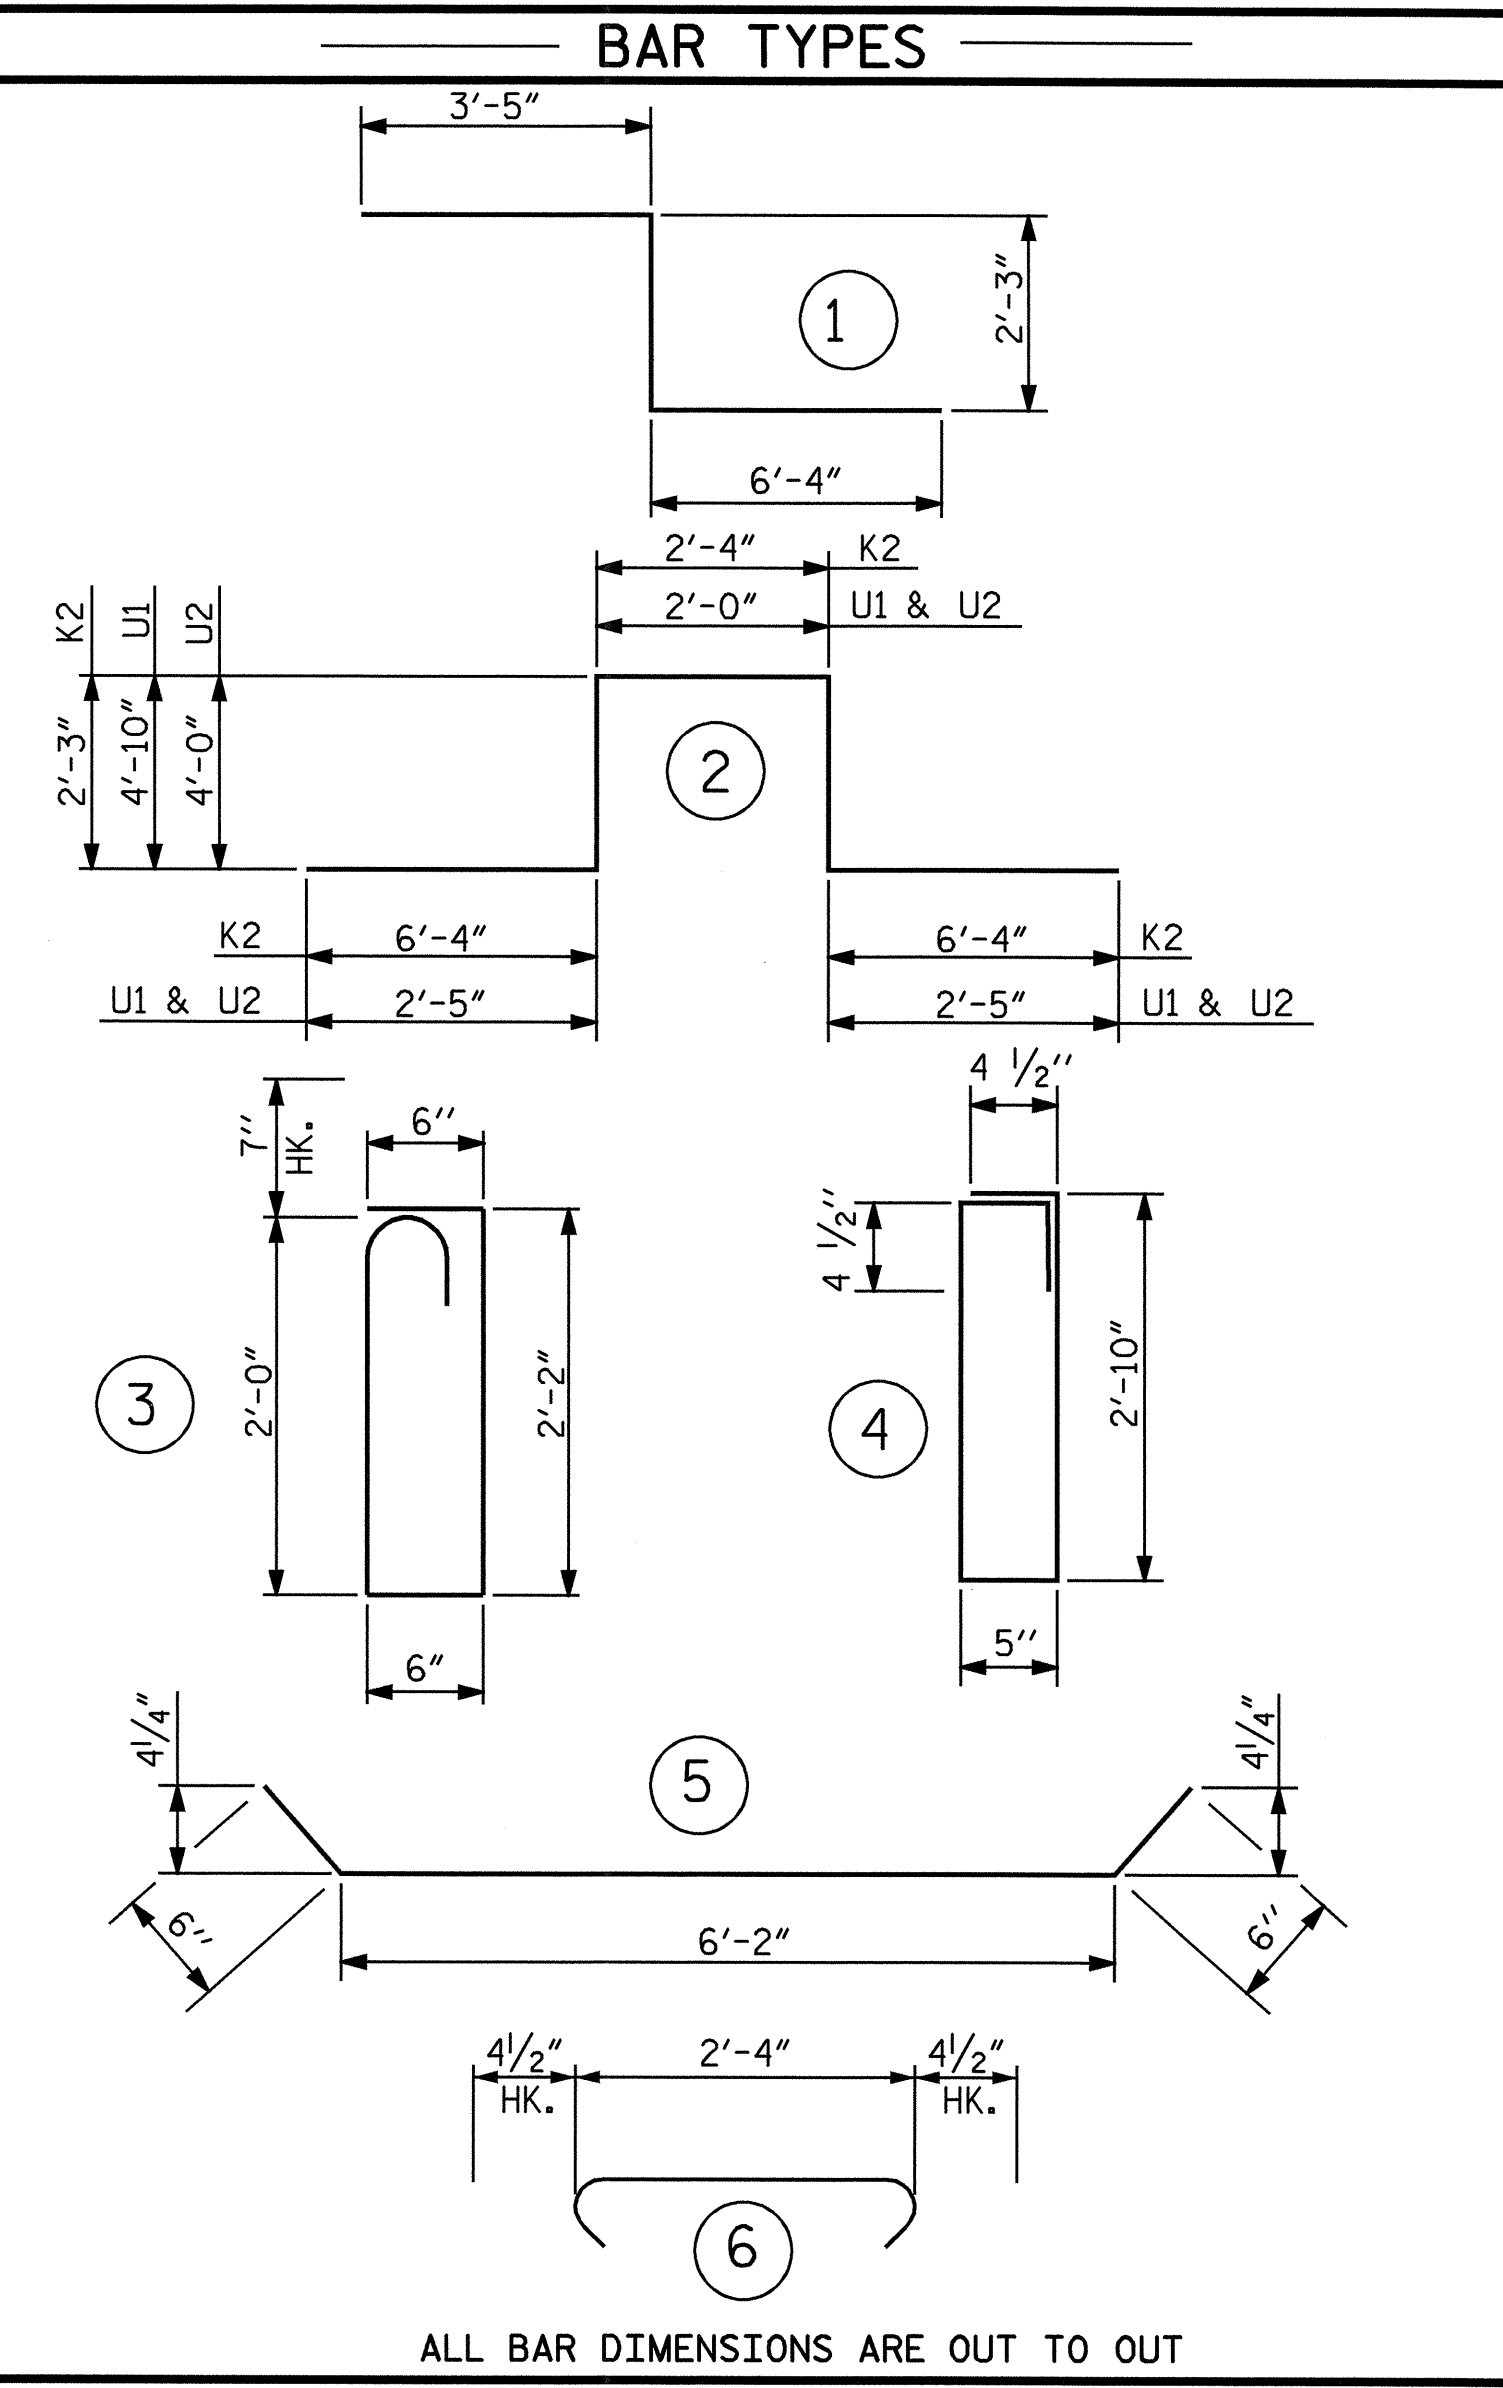 BAR TYPES
3'-5"
1
2'-3"
6'-4"
2'-4" K2
2'-0" U1 & U2
K2 U1 U2
2'-3" 4'-10" 4'-0"
2
K2 6'-4" 6'-4" K2
U1 & U2 2'-5" 2'-5" U1 & U2
7" HK.
6"
4 1/2"
4 1/2"
3
2'-0"
2'-2"
4
2'-10"
6"
5"
4 1/4"
5
4 1/4"
6"
6'-2"
6"
4 1/2" 2'-4" 4 1/2"
HK. HK.
6
ALL BAR DIMENSIONS ARE OUT TO OUT